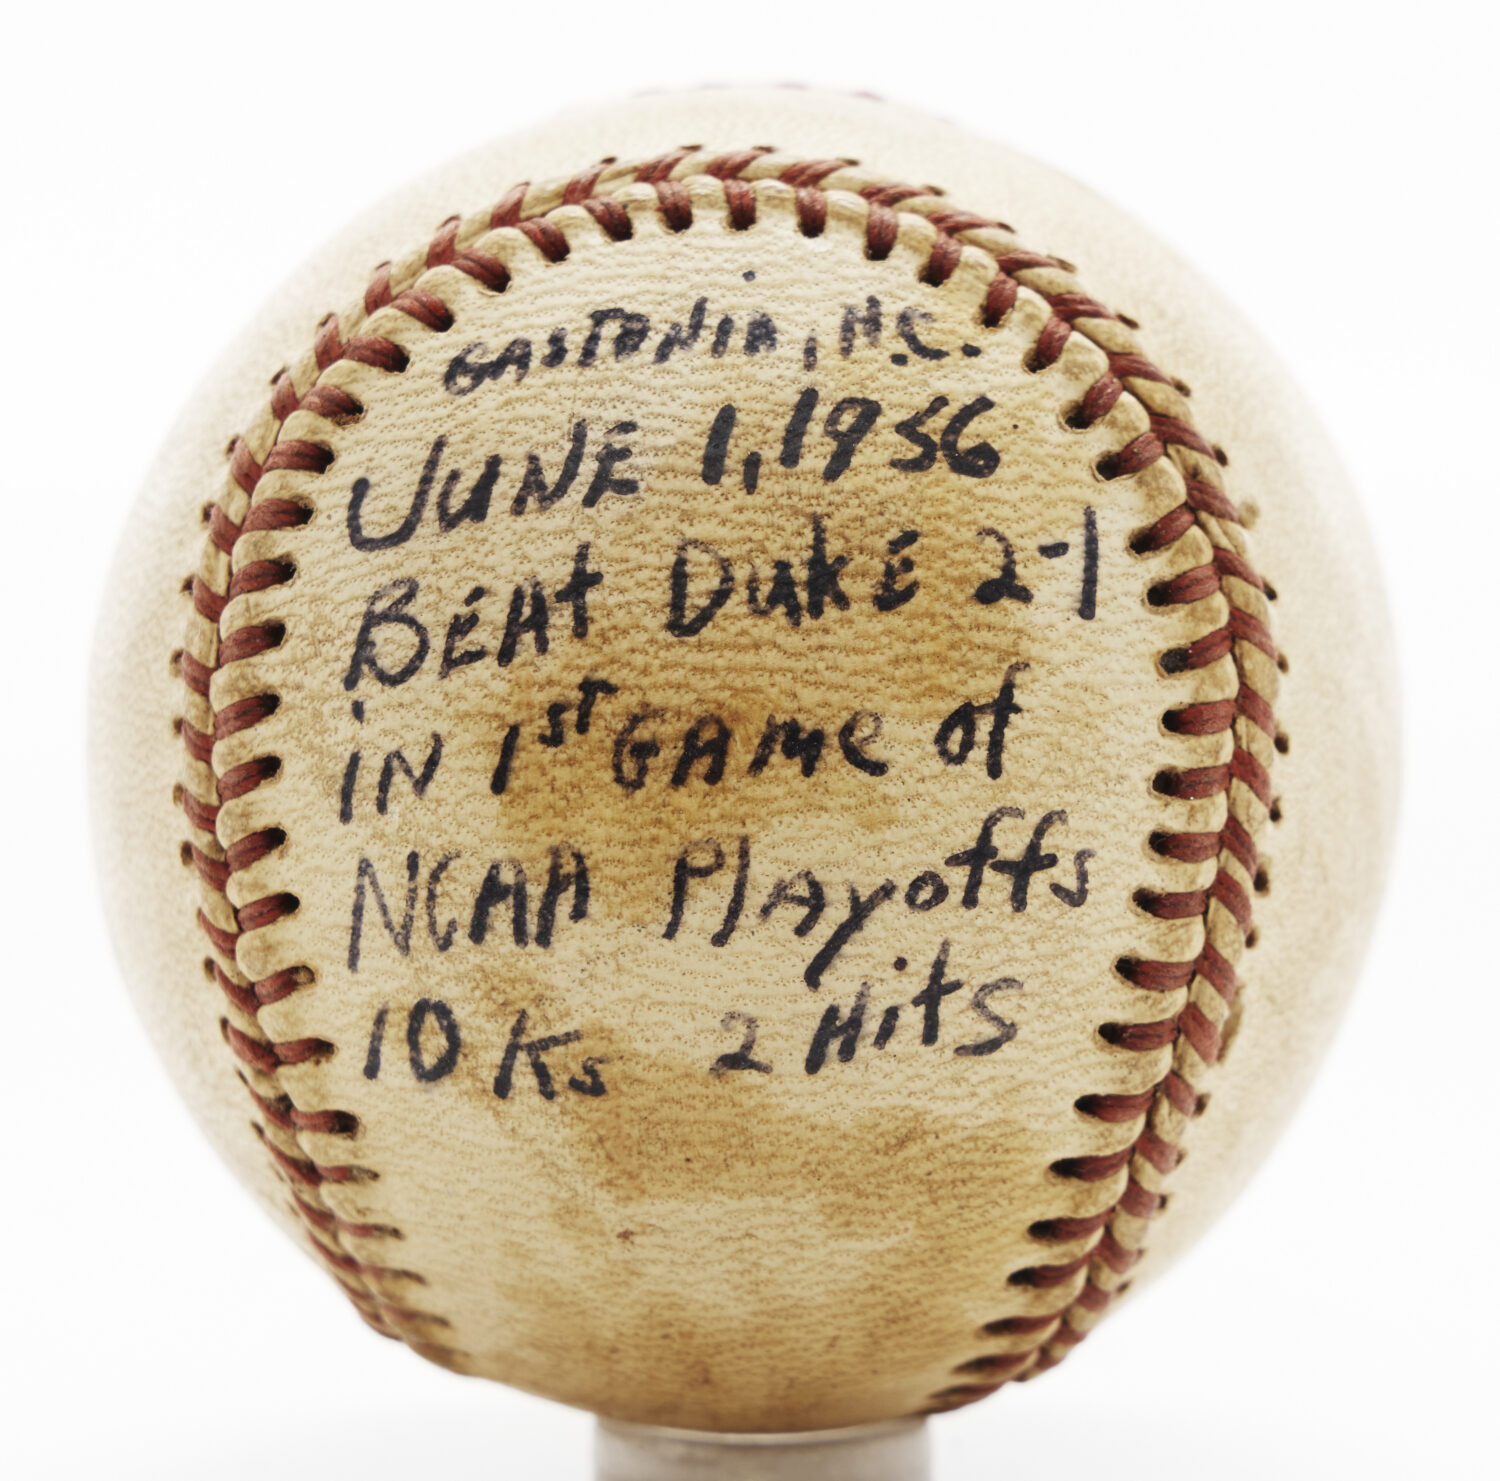 GASTONIA, N.C.
JUNE 1, 1956
BEAt DukE 2-1
iN 1ST GAMe of
NCAA PlAyoffs
10 Ks 2 Hits